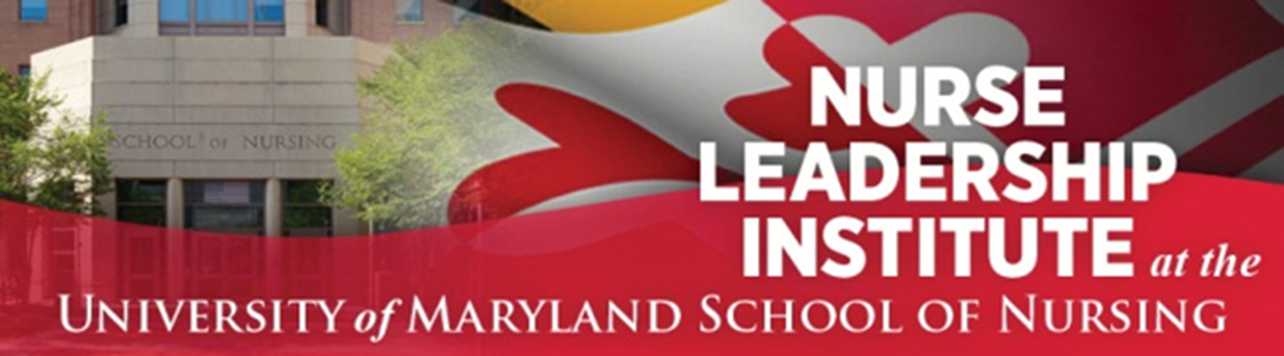 SCHOOL OF NURSING
NURSE
LEADERSHIP
INSTITUTE at the
UNIVERSITY of MARYLAND SCHOOL OF NURSING